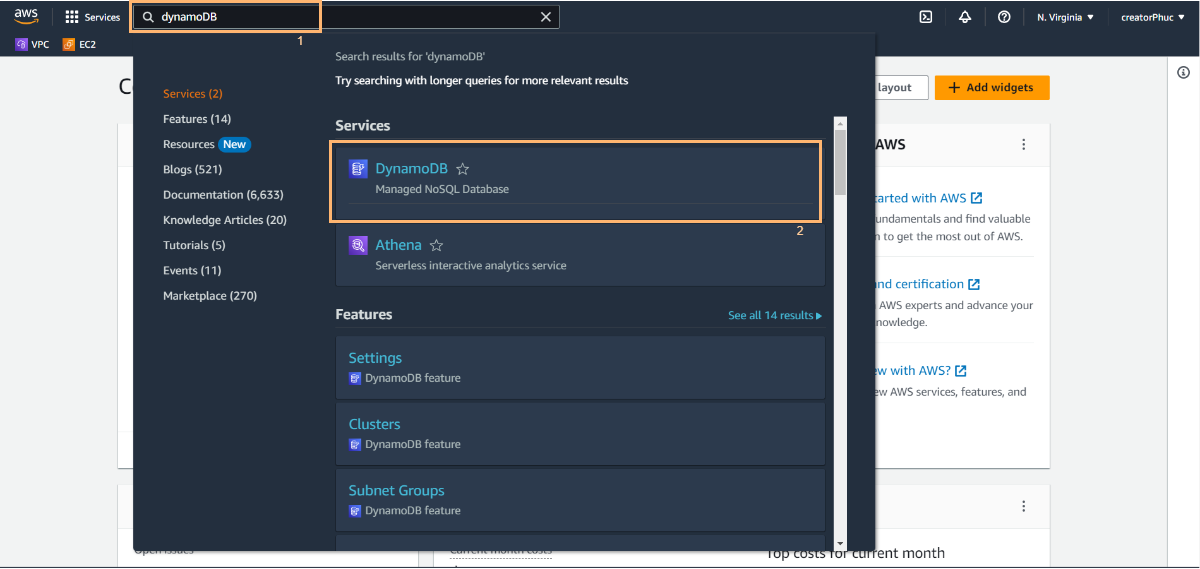 aws
Services
dynamoDB
N. Virginia
creatorPhuc
VPC
EC2
1
Search results for 'dynamoDB'
Try searching with longer queries for more relevant results
Services (2)
Features (14)
Resources New
Blogs (521)
Documentation (6,633)
Knowledge Articles (20)
Tutorials (5)
Events (11)
Marketplace (270)
Services
DynamoDB
Managed NoSQL Database
2
Athena
Serverless interactive analytics service
Features
See all 14 results
Settings
DynamoDB feature
Clusters
DynamoDB feature
Subnet Groups
DynamoDB feature
layout
Add widgets
AWS
tarted with AWS
undamentals and find valuable
n to get the most out of AWS.
and certification
AWS experts and advance your
nowledge.
ew with AWS?
ew AWS services, features, and
Open issues
Current month costs
Top costs for current month